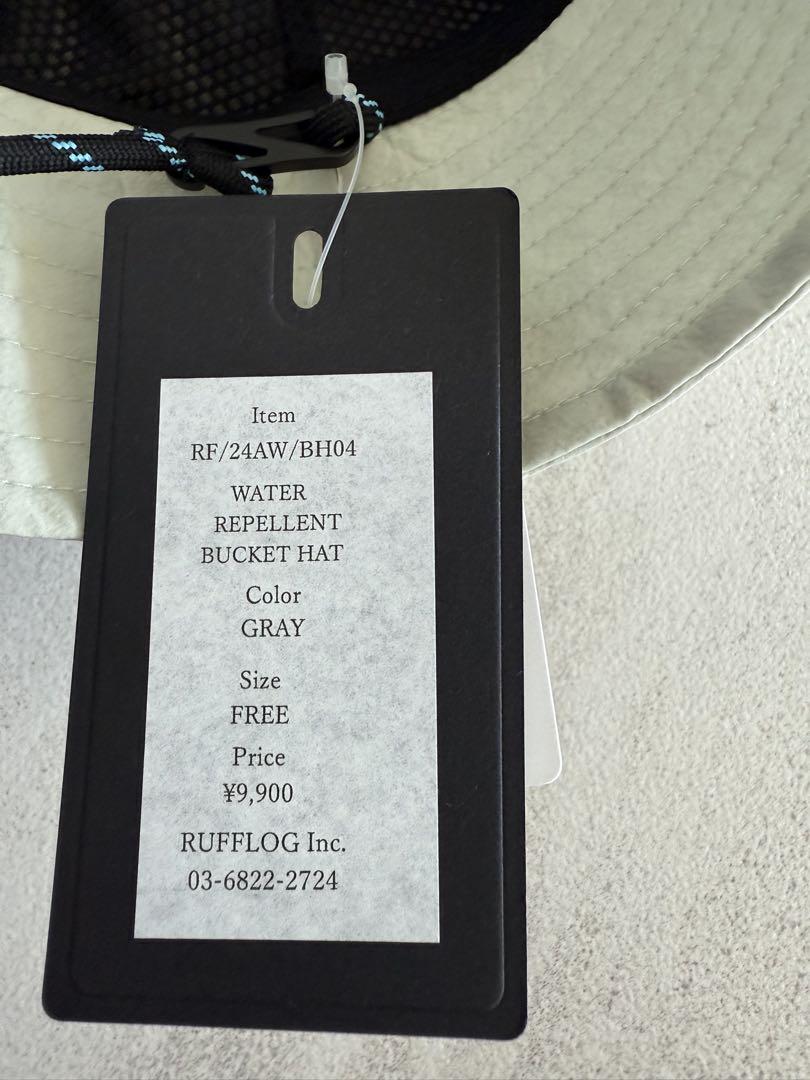 Item
RF/24AW/BH04
WATER
REPELLENT
BUCKET HAT
Color
GRAY
Size
FREE
Price
¥9,900
RUFFLOG Inc.
03-6822-2724